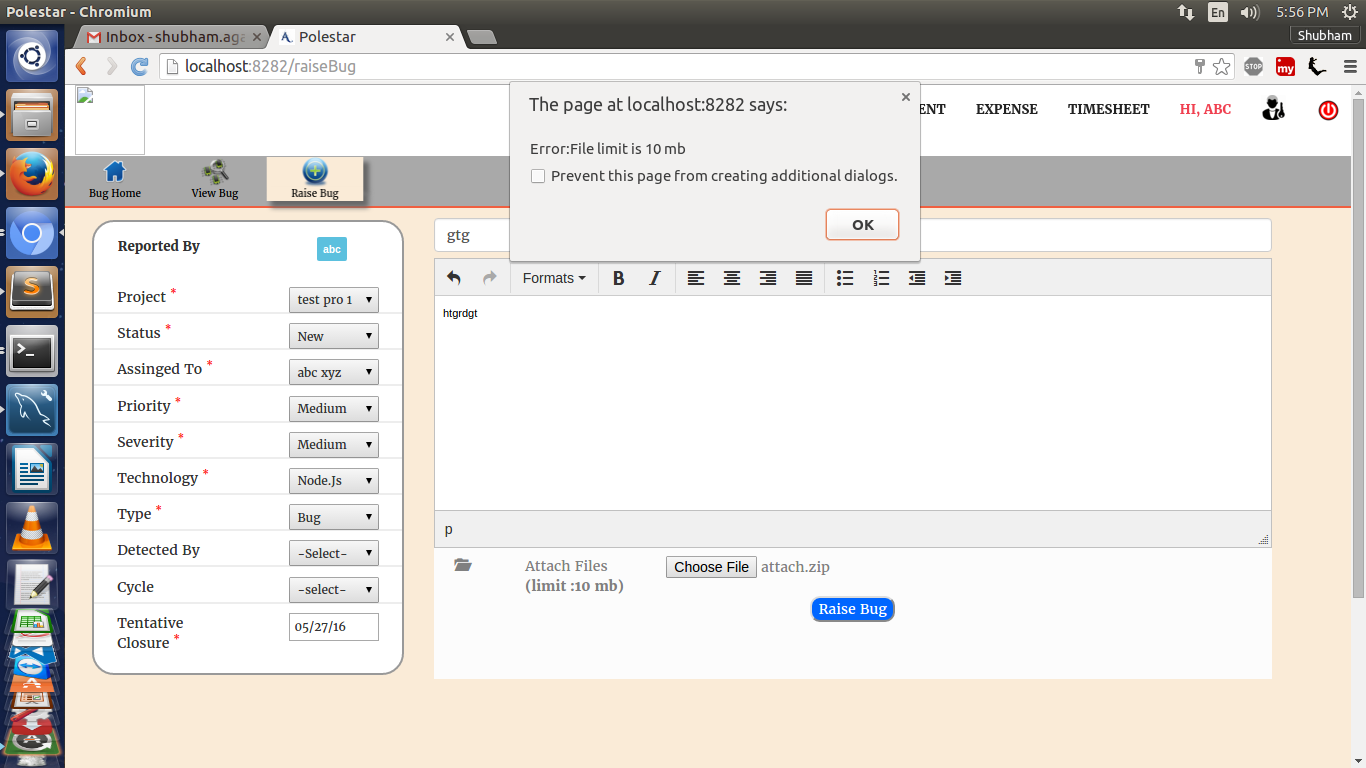 Polestar - Chromium
En
5:56 PM
Inbox - shubham.aga
Polestar
Shubham
localhost:8282/raiseBug
STOP
my
The page at localhost:8282 says:
Error:File limit is 10 mb
Prevent this page from creating additional dialogs.
OK
ENT
EXPENSE
TIMESHEET
HI, ABC
Bug Home
View Bug
Raise Bug
Reported By
abc
Project *
test pro 1
Status *
New
Assinged To *
abc xyz
Priority *
Medium
Severity *
Medium
Technology *
Node.Js
Type *
Bug
Detected By
-Select-
Cycle
-select-
Tentative
Closure *
05/27/16
gtg
Formats
B
I
htgrdgt
p
Attach Files
(limit :10 mb)
Choose File
attach.zip
Raise Bug